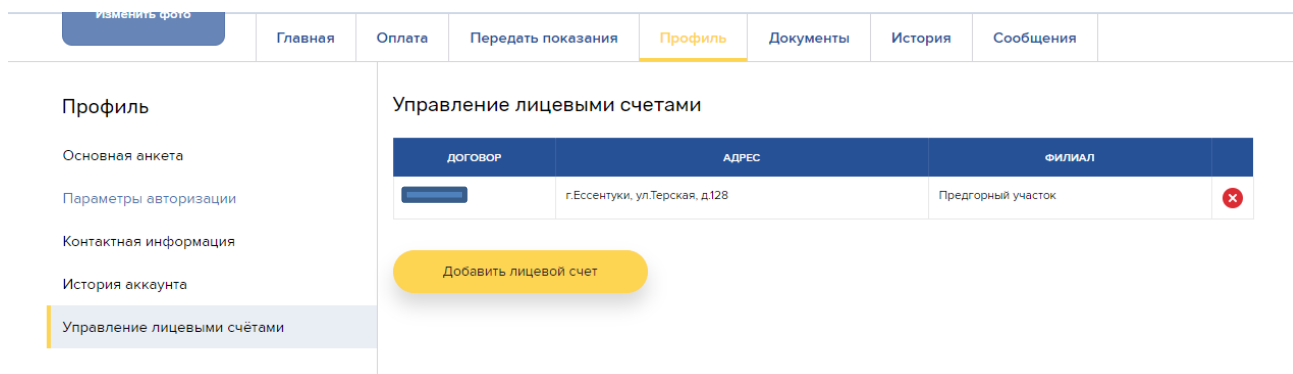 Изменить фото
Главная Оплата Передать показания Профиль Документы История Сообщения
Профиль
Основная анкета
Параметры авторизации
Контактная информация
История аккаунта
Управление лицевыми счётами
Управление лицевыми счетами
ДОГОВОР АДРЕС ФИЛИАЛ
г.Ессентуки, ул.Терская, д.128 Предгорный участок
Добавить лицевой счет